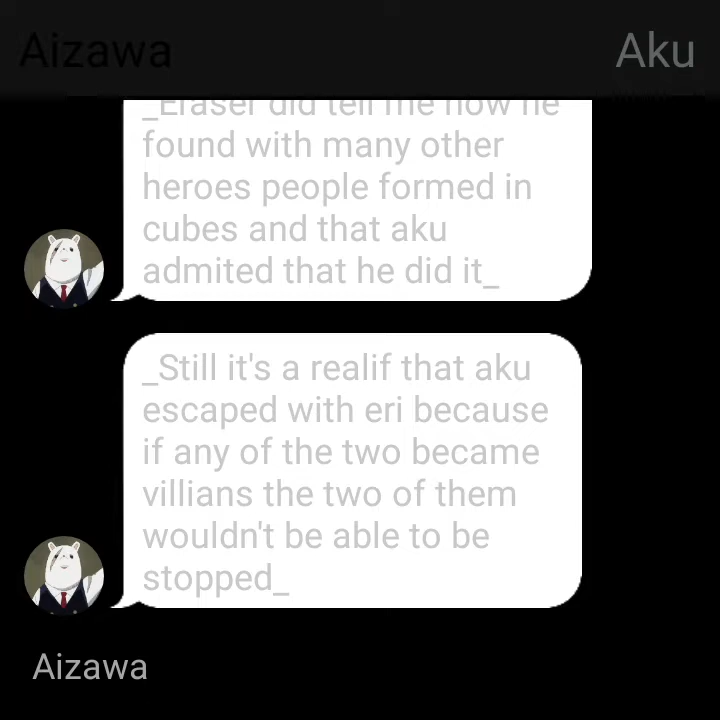 Aizawa Aku
_Eraser did tell me how he
found with many other
heroes people formed in
cubes and that aku
admited that he did it_
_Still it's a realif that aku
escaped with eri because
if any of the two became
villians the two of them
wouldn't be able to be
stopped_
Aizawa